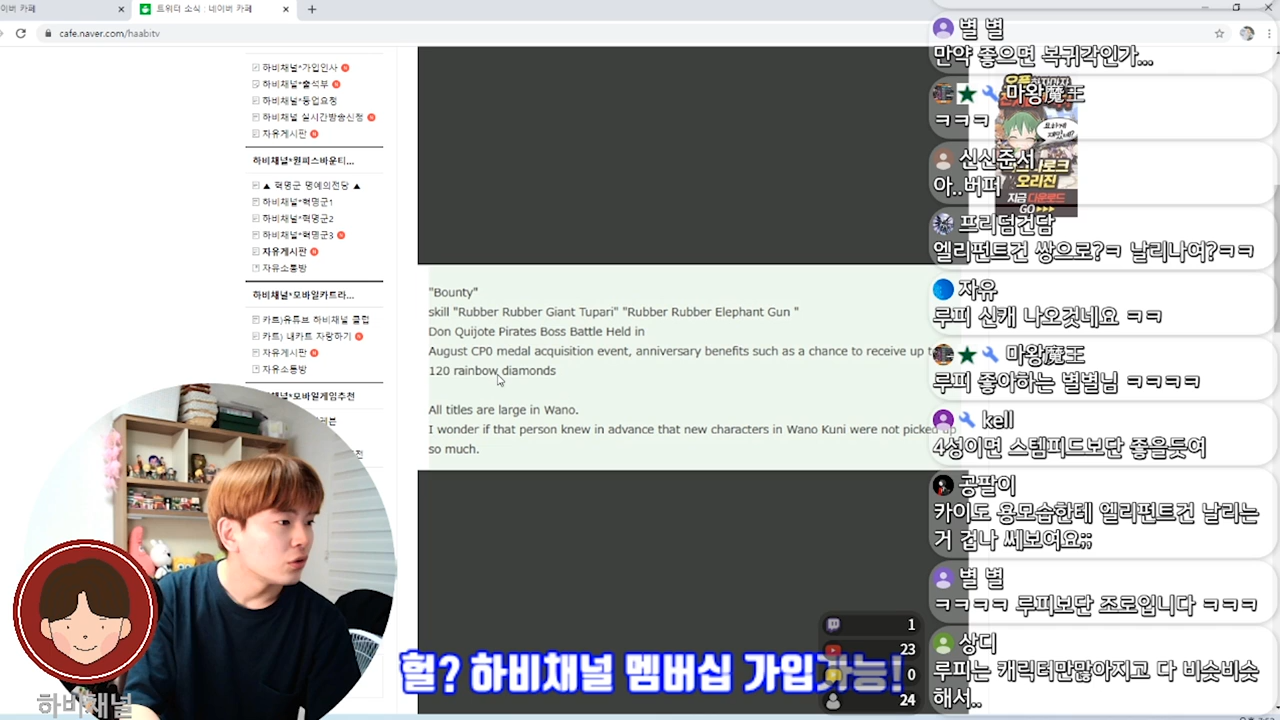 이버 카페
트위터 소식 : 네이버 카페
cafe.naver.com/haabitv
하비채널*가입인사
하비채널*출석부
하비채널*등업요청
하비채널 실시간방송신청
자유게시판
하비채널*원피스바운티...
▲ 혁명군 명예의전당 ▲
하비채널*혁명군1
하비채널*혁명군2
하비채널*혁명군3
자유게시판
자유소통방
하비채널*모바일카트라...
카트)유튜브 하비채널 클럽
카트) 내카트 자랑하기
자유게시판
자유소통방
*모바일게임추천
"Bounty"
skill "Rubber Rubber Giant Tupari" "Rubber Rubber Elephant Gun "
Don Quijote Pirates Boss Battle Held in
August CP0 medal acquisition event, anniversary benefits such as a chance to receive up
120 rainbow diamonds
All titles are large in Wano.
I wonder if that person knew in advance that new characters in Wano Kuni were not picked up
so much.
별 별
만약 좋으면 복귀각인가...
마왕魔王
ㅋㅋㅋ
신신준서
아..버퍼
프리덤건담
엘리펀트건 쌍으로?ㅋ 날리나여?ㅋㅋ
자유
루피 신캐 나오것네요 ㅋㅋ
마왕魔王
루피 좋아하는 별별님 ㅋㅋㅋㅋ
kell
4성이면 스템피드보단 좋을듯여
공팔이
카이도 용모습한테 엘리펀트건 날리는
거 겁나 쎄보여요;;
별 별
ㅋㅋㅋㅋ 루피보단 조로입니다 ㅋㅋㅋ
상디
루피는 캐릭터만많아지고 다 비슷비슷
해서..
오리진
지금 다운로드
GO ▸▸▸
1
23
0
24
헐? 하비채널 멤버십 가입가능!
하비채널